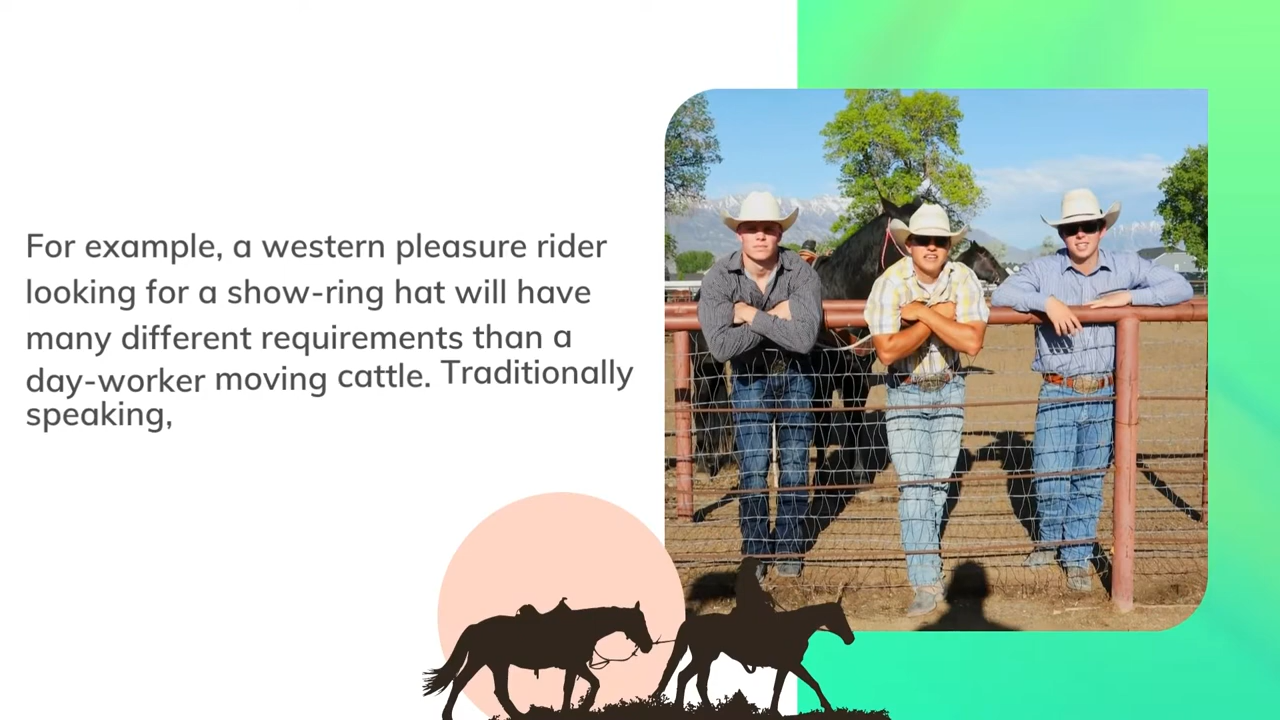 For example, a western pleasure rider
looking for a show-ring hat will have
many different requirements than a
day-worker moving cattle. Traditionally
speaking,